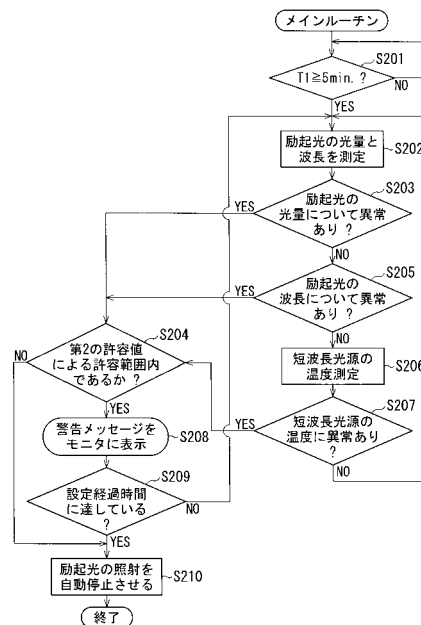 メインルーチン
S201
T1≧5min. ?
NO
YES
励起光の光量と
波長を測定
S202
S203
励起光の
光量について異常
あり ?
YES
NO
S205
励起光の
波長について異常
あり ?
YES
NO
S204
第2の許容値
による許容範囲内
であるか ?
NO
YES
短波長光源の
温度測定
S206
S207
短波長光源の
温度に異常あり
?
YES
NO
警告メッセージを
モニタに表示
S208
S209
設定経過時間
に達している
?
NO
YES
励起光の照射を
自動停止させる
S210
終了